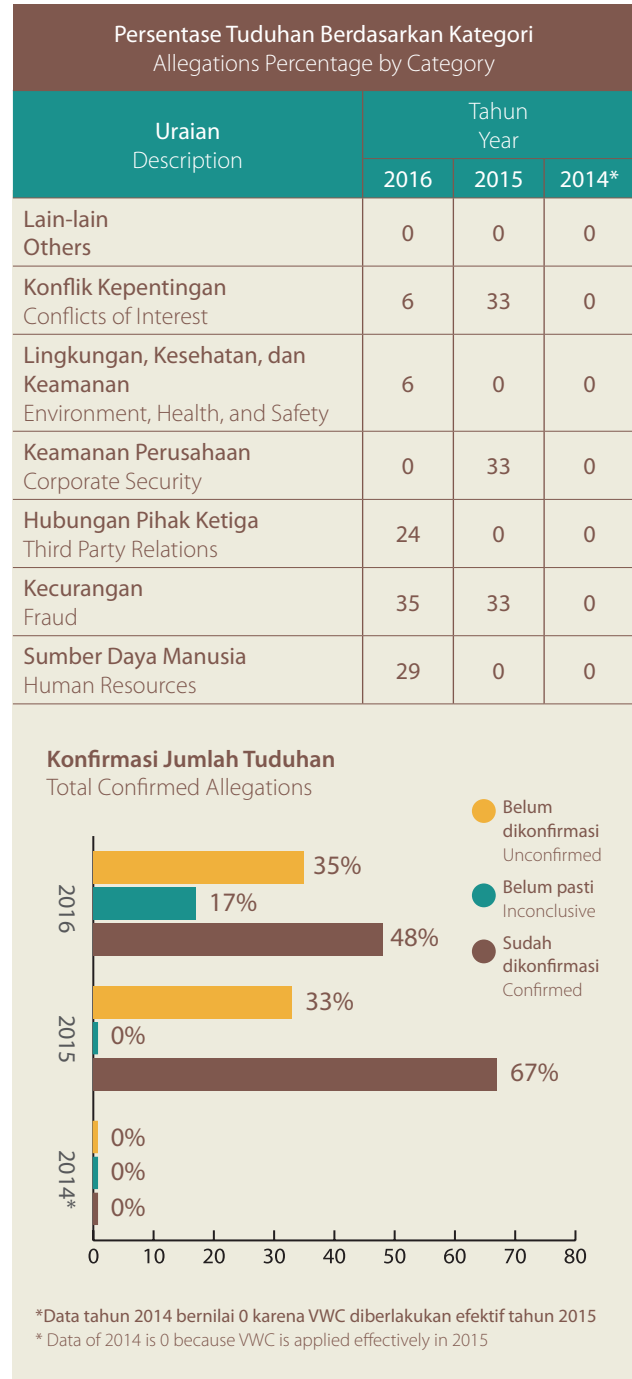 Persentase Tuduhan Berdasarkan Kategori
Allegations Percentage by Category
Uraian
Description
Tahun
Year
2016 2015 2014*
Lain-lain
Others
0 0 0
Konflik Kepentingan
Conflicts of Interest
6 33 0
Lingkungan, Kesehatan, dan
Keamanan
Environment, Health, and Safety
6 0 0
Keamanan Perusahaan
Corporate Security
0 33 0
Hubungan Pihak Ketiga
Third Party Relations
24 0 0
Kecurangan
Fraud
35 33 0
Sumber Daya Manusia
Human Resources
29 0 0
Konfirmasi Jumlah Tuduhan
Total Confirmed Allegations
Belum
dikonfirmasi
Unconfirmed
Belum pasti
Inconclusive
Sudah
dikonfirmasi
Confirmed
2016
35%
17%
48%
2015
33%
0%
67%
2014*
0%
0%
0%
0 10 20 30 40 50 60 70 80
*Data tahun 2014 bernilai 0 karena VWC diberlakukan efektif tahun 2015
* Data of 2014 is 0 because VWC is applied effectively in 2015